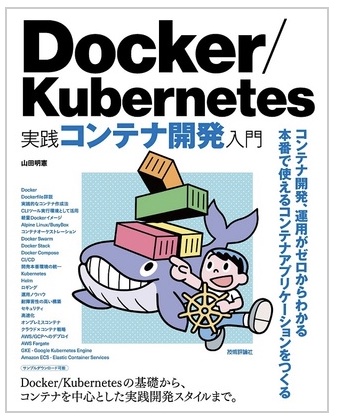 Docker/
Kubernetes
実践コンテナ開発入門
山田明憲
コンテナ開発、運用がゼロからわかる
本番で使えるコンテナアプリケーションをつくる
Docker
Dockerfile詳説
実践的なコンテナ作成法
CLIツール実行環境として活用
軽量Dockerイメージ
Alpine Linux/BusyBox
コンテナオーケストレーション
Docker Swarm
Docker Stack
Docker Compose
CI/CD
開発本番環境の統一
Kubernetes
Helm
ロギング
運用ノウハウ
耐障害性の高い構築
セキュリティ
高速化
オンプレミスコンテナ
クラウド×コンテナ戦略
AWS/GCPへのデプロイ
AWS Fargate
GKE - Google Kubernetes Engine
Amazon ECS - Elastic Container Services
サンプルダウンロード可能
技術評論社
Docker/Kubernetesの基礎から、
コンテナを中心とした実践開発スタイルまで。